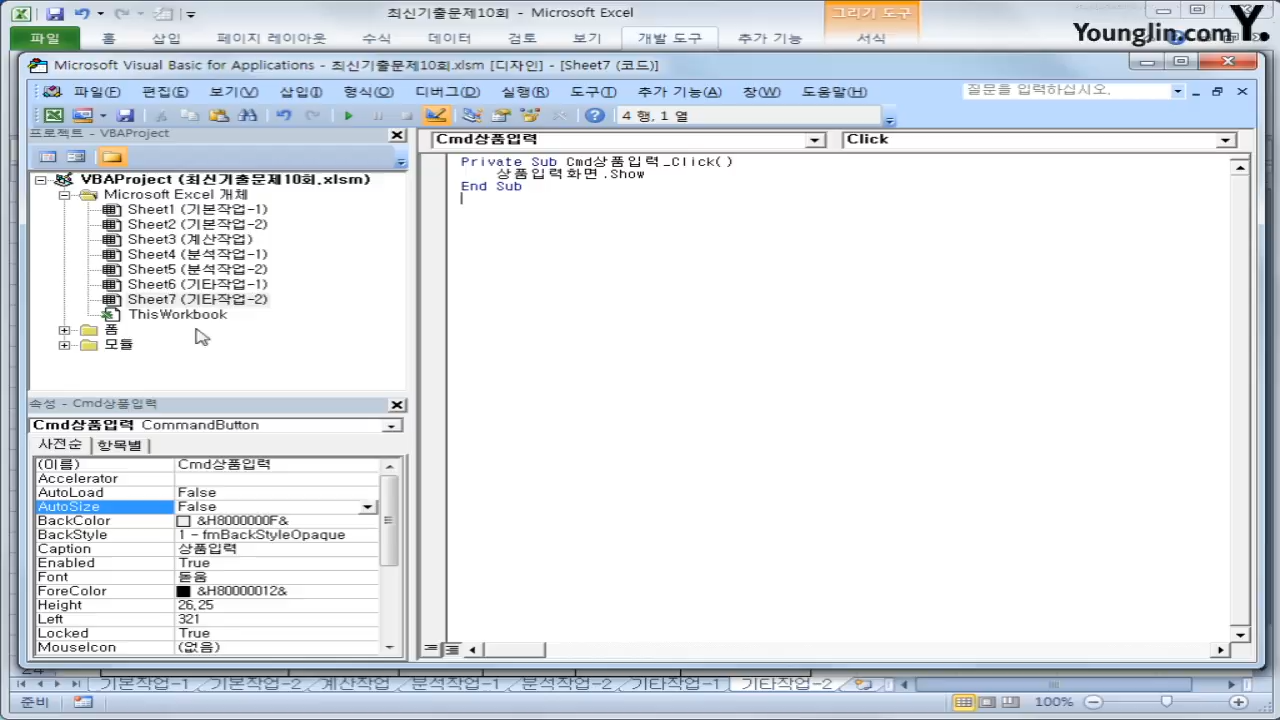 최신기출문제10회 - Microsoft Excel
그리기 도구
YoungJin.com Y.
파일 홈 삽입 페이지 레이아웃 수식 데이터 검토 보기 개발 도구 추가 기능 서식
Microsoft Visual Basic for Applications - 최신기출문제10회.xlsm [디자인] - [Sheet7 (코드)]
파일(F) 편집(E) 보기(V) 삽입(I) 형식(O) 디버그(D) 실행(R) 도구(T) 추가 기능(A) 창(W) 도움말(H)
질문을 입력하십시오.
4 행, 1 열
프로젝트 - VBAProject
VBAProject (최신기출문제10회.xlsm)
Microsoft Excel 개체
Sheet1 (기본작업-1)
Sheet2 (기본작업-2)
Sheet3 (계산작업)
Sheet4 (분석작업-1)
Sheet5 (분석작업-2)
Sheet6 (기타작업-1)
Sheet7 (기타작업-2)
ThisWorkbook
폼
모듈
속성 - Cmd상품입력
Cmd상품입력 CommandButton
사전순 항목별
(이름) Cmd상품입력
Accelerator
AutoLoad False
AutoSize False
BackColor &H8000000F&
BackStyle 1 - fmBackStyleOpaque
Caption 상품입력
Enabled True
Font 돋움
ForeColor &H80000012&
Height 26,25
Left 321
Locked True
MouseIcon (없음)
Cmd상품입력 Click
Private Sub Cmd상품입력_Click()
상품입력화면.Show
End Sub
기본작업-1 기본작업-2 계산작업 분석작업-1 분석작업-2 기타작업-1 기타작업-2
준비 100%